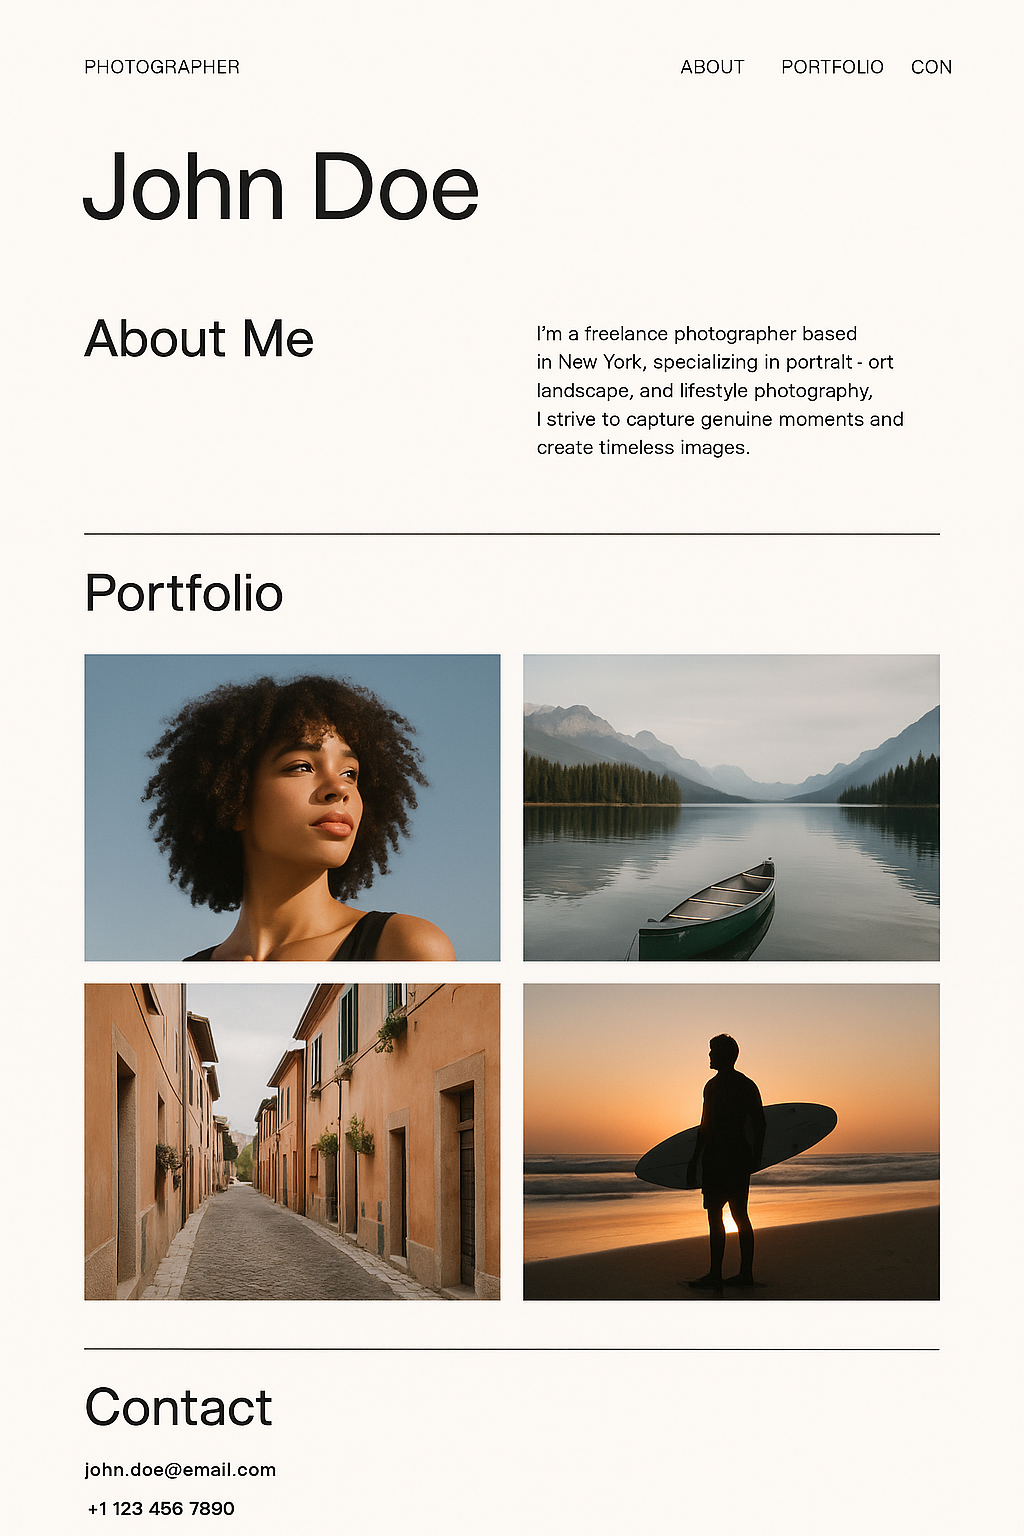 PHOTOGRAPHER ABOUT PORTFOLIO CON
John Doe
About Me
I'm a freelance photographer based
in New York, specializing in portralt - ort
landscape, and lifestyle photography,
I strive to capture genuine moments and
create timeless images.
Portfolio
Contact
john.doe@email.com
+1 123 456 7890